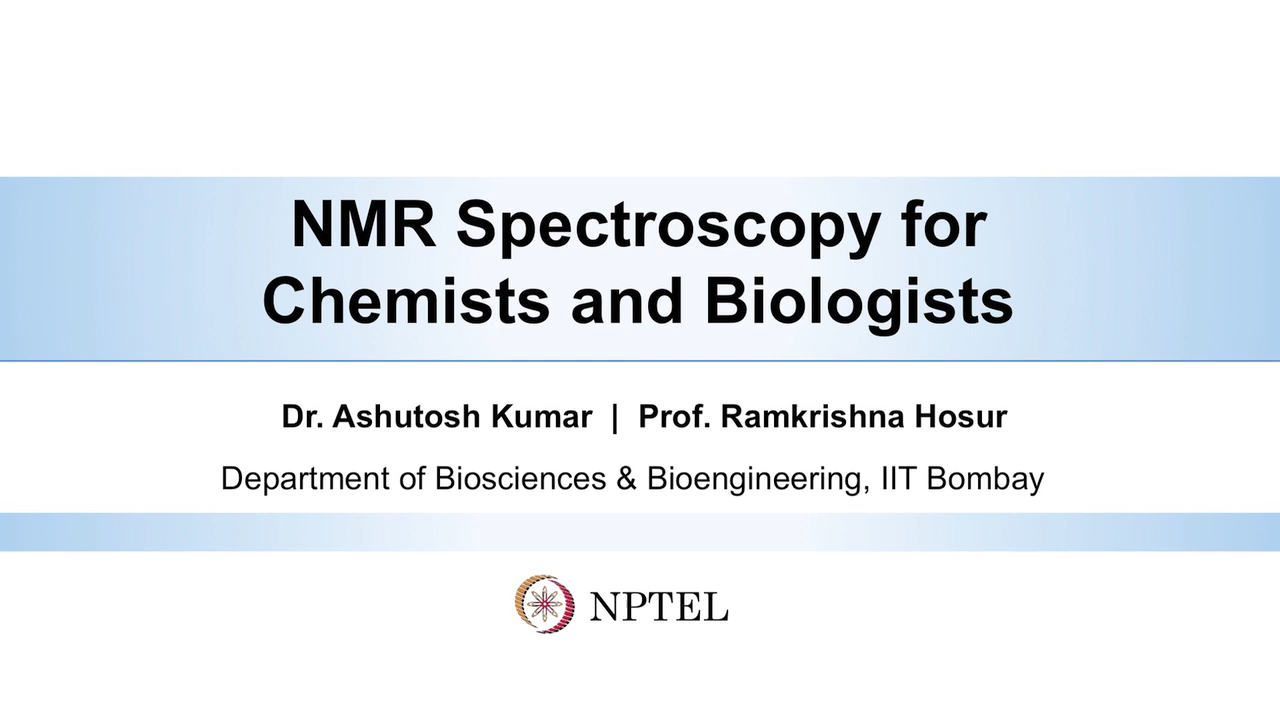 NMR Spectroscopy for
Chemists and Biologists
Dr. Ashutosh Kumar | Prof. Ramkrishna Hosur
Department of Biosciences & Bioengineering, IIT Bombay
NPTEL